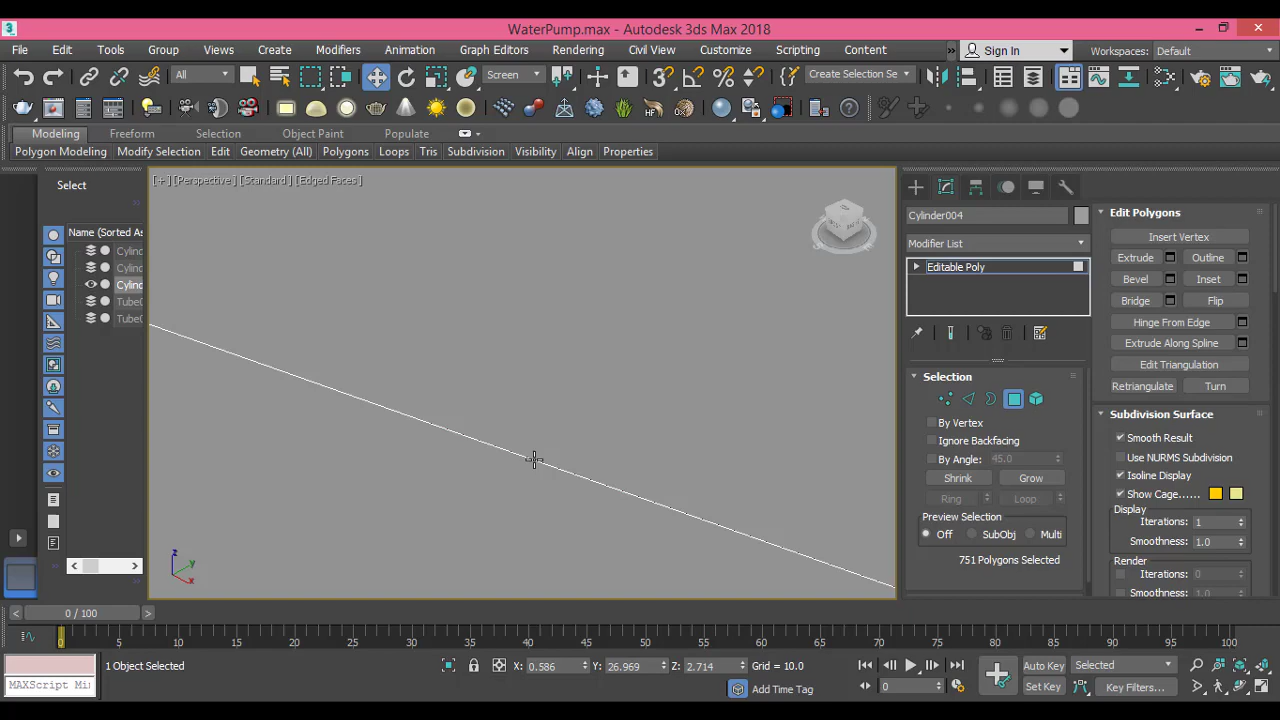 WaterPump.max - Autodesk 3ds Max 2018
File Edit Tools Group Views Create Modifiers Animation Graph Editors Rendering Civil View Customize Scripting Content » Sign In Workspaces: Default
All Screen Create Selection Se
Modeling Freeform Selection Object Paint Populate
Polygon Modeling Modify Selection Edit Geometry (All) Polygons Loops Tris Subdivision Visibility Align Properties
Select
Name (Sorted As
Cylind
Cylind
Cylind
Tube0
Tube0
[+] [Perspective] [Standard] [Edged Faces]
z
y
x
Cylinder004
Modifier List
Editable Poly
Selection
By Vertex
Ignore Backfacing
By Angle: 45.0
Shrink Grow
Ring Loop
Preview Selection
Off SubObj Multi
751 Polygons Selected
Edit Polygons
Insert Vertex
Extrude Outline
Bevel Inset
Bridge Flip
Hinge From Edge
Extrude Along Spline
Edit Triangulation
Retriangulate Turn
Subdivision Surface
Smooth Result
Use NURMS Subdivision
Isoline Display
Show Cage......
Display
Iterations: 1
Smoothness: 1.0
Render
Iterations: 0
Smoothness: 1.0
< 0 / 100 >
0 5 10 15 20 25 30 35 40 45 50 55 60 65 70 75 80 85 90 95 100
1 Object Selected X: 0.586 Y: 26.969 Z: 2.714 Grid = 10.0 Auto Key Selected
MAXScript Mi Add Time Tag 0 Set Key Key Filters...